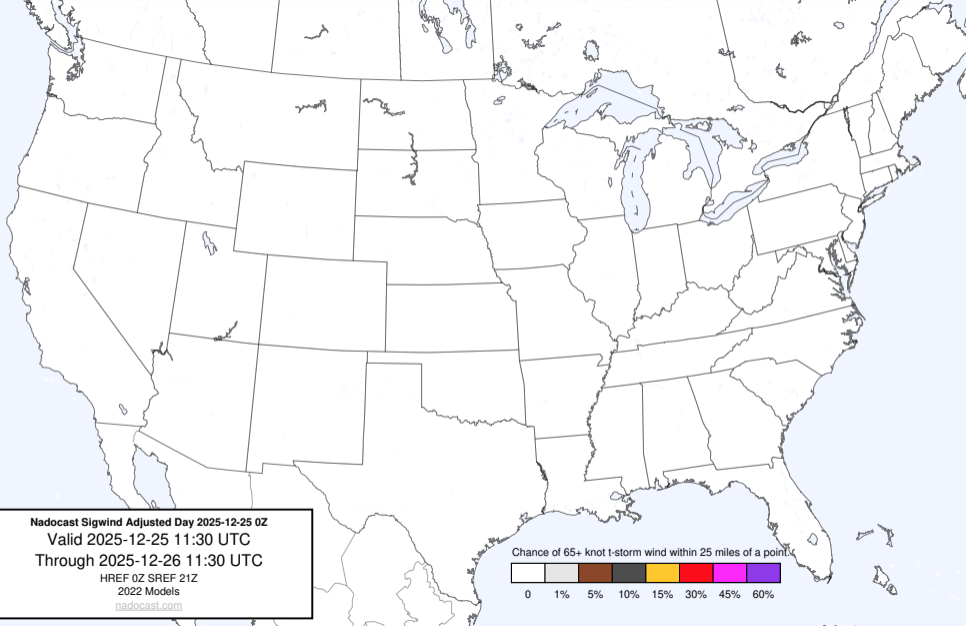 Nadocast Sigwind Adjusted Day 2025-12-25 0Z
Valid 2025-12-25 11:30 UTC
Through 2025-12-26 11:30 UTC
HREF 0Z SREF 21Z
2022 Models
nadocast.com
Chance of 65+ knot t-storm wind within 25 miles of a point.
0 1% 5% 10% 15% 30% 45% 60%